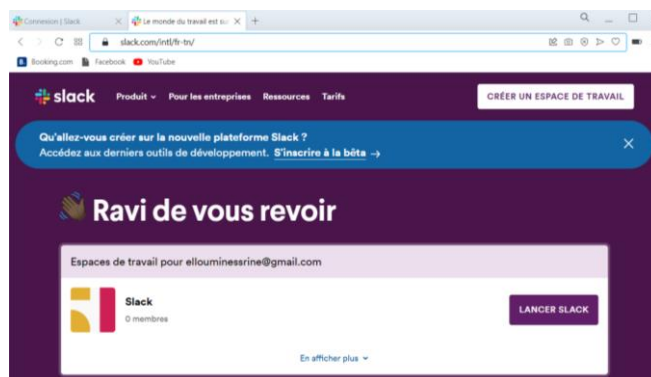 Connexion | Slack
Le monde du travail est sur
slack.com/intl/fr-tn/
Booking.com Facebook YouTube
slack Produit Pour les entreprises Ressources Tarifs CRÉER UN ESPACE DE TRAVAIL
Qu'allez-vous créer sur la nouvelle plateforme Slack ?
Accédez aux derniers outils de développement. S'inscrire à la bêta →
Ravi de vous revoir
Espaces de travail pour ellouminessrine@gmail.com
Slack
0 membres
LANCER SLACK
En afficher plus